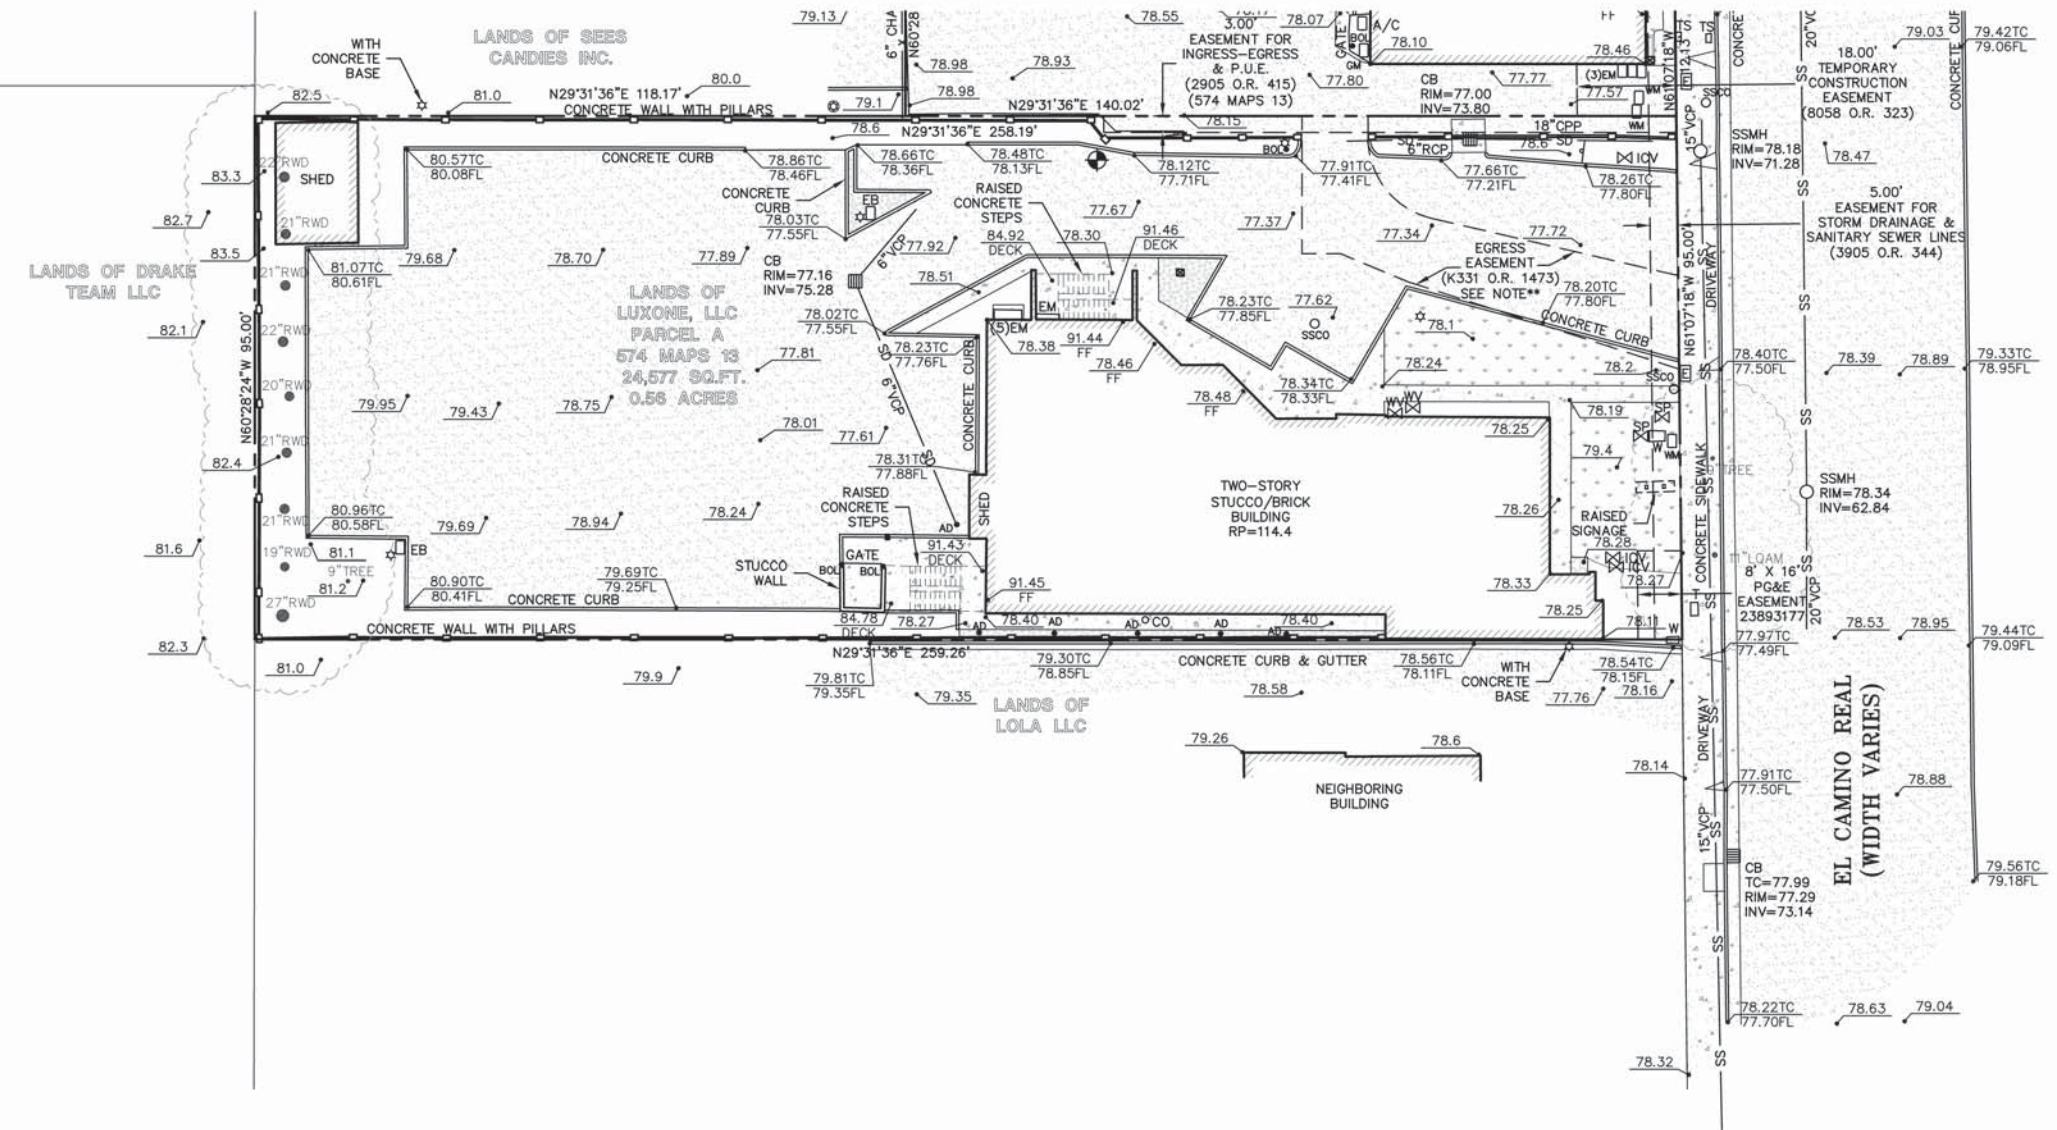 79.13
6" CHA
N60°28
78.55
3.00'
EASEMENT FOR
INGRESS-EGRESS
& P.U.E.
(2905 O.R. 415)
(574 MAPS 13)
78.07
GATE
BOL
A/C
GM
78.10
FF
78.46
TS
TS
CONCRE
20"VC
79.03
CONCRETE CUR
79.42TC
79.06FL
WITH
CONCRETE
BASE
LANDS OF SEES
CANDIES INC.
78.98
78.93
78.98
77.80
CB
RIM=77.00
INV=73.80
77.77
(3)EM
77.57
WM
WM
N61°07'18"W
12.13'
18.00'
TEMPORARY
CONSTRUCTION
EASEMENT
(8058 O.R. 323)
82.5
81.0
80.0
N29°31'36"E 118.17'
CONCRETE WALL WITH PILLARS
79.1
N29°31'36"E 140.02'
78.15
18"CPP
SSCO
15"VCP
SSMH
RIM=78.18
INV=71.28
78.47
78.6
N29°31'36"E 258.19'
BOL
SD
6"RCP
78.6
SD
ICV
22"RWD
SHED
83.3
80.57TC
80.08FL
CONCRETE CURB
78.86TC
78.46FL
78.66TC
78.36FL
78.48TC
78.13FL
78.12TC
77.71FL
77.91TC
77.41FL
77.66TC
77.21FL
78.26TC
77.80FL
5.00'
EASEMENT FOR
STORM DRAINAGE &
SANITARY SEWER LINES
(3905 O.R. 344)
82.7
21"RWD
CONCRETE
CURB
EB
78.03TC
77.55FL
RAISED
CONCRETE
STEPS
77.67
77.37
77.34
77.72
83.5
81.07TC
80.61FL
79.68
78.70
77.89
6"VCP
77.92
84.92
DECK
78.30
91.46
DECK
EGRESS
EASEMENT
(K331 O.R. 1473)
SEE NOTE**
LANDS OF DRAKE
TEAM LLC
21"RWD
CB
RIM=77.16
INV=75.28
78.51
EM
78.20TC
77.80FL
N61°07'18"W 95.00'
DRIVEWAY
82.1
22"RWD
LANDS OF
LUXONE, LLC
PARCEL A
574 MAPS 13
24,577 SQ.FT.
0.56 ACRES
78.02TC
77.55FL
(5)EM
78.38
91.44
FF
78.46
FF
78.23TC
77.85FL
77.62
SSCO
78.1
CONCRETE CURB
N60°28'24"W 95.00'
77.81
SD
78.23TC
77.76FL
78.24
78.2
SSCO
78.40TC
77.50FL
78.39
78.89
79.33TC
78.95FL
20"RWD
79.95
79.43
78.75
6"VCP
CONCRETE CURB
78.48
FF
78.34TC
78.33FL
WV
WV
78.19
SP
21"RWD
78.01
77.61
78.25
SP
W
WM
82.4
78.31TC
77.88FL
SD
79.4
9"TREE
TWO-STORY
STUCCO/BRICK
BUILDING
RP=114.4
SHED
RAISED
CONCRETE
STEPS
78.26
RAISED
SIGNAGE
CONCRETE SIDEWALK
SSMH
RIM=78.34
INV=62.84
21"RWD
80.96TC
80.58FL
79.69
78.94
78.24
AD
81.6
19"RWD
81.1
EB
9"TREE
81.2
GATE
BOL
BOL
91.43
DECK
STUCCO
WALL
78.28
ICV
ICV
78.27
11"LQAM
8' X 16'
PG&E
EASEMENT
23893177
20"VCP
27"RWD
80.90TC
80.41FL
CONCRETE CURB
79.69TC
79.25FL
91.45
FF
78.33
78.25
CONCRETE WALL WITH PILLARS
84.78
DECK
78.27
AD
78.40
AD
AD
CO
AD
AD
78.40
78.11
W
78.53
78.95
82.3
81.0
79.9
N29°31'36"E 259.26'
79.30TC
78.85FL
CONCRETE CURB & GUTTER
78.56TC
78.11FL
WITH
CONCRETE
BASE
78.54TC
78.15FL
77.97TC
77.49FL
79.44TC
79.09FL
79.81TC
79.35FL
79.35
78.58
77.76
78.16
LANDS OF
LOLA LLC
79.26
78.6
NEIGHBORING
BUILDING
78.14
DRIVEWAY
77.91TC
77.50FL
78.88
EL CAMINO REAL
(WIDTH VARIES)
15"VCP
CB
TC=77.99
RIM=77.29
INV=73.14
79.56TC
79.18FL
SS
78.22TC
77.70FL
78.63
79.04
78.32
SS